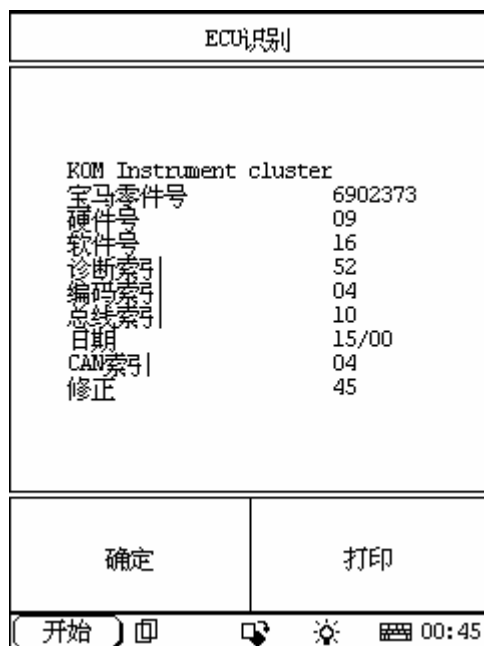 ECU识别
KOM Instrument cluster
宝马零件号 6902373
硬件号 09
软件号 16
诊断索引 52
编码索引 04
总线索引 10
日期 15/00
CAN索引 04
修正 45
确定 打印
开始 00:45